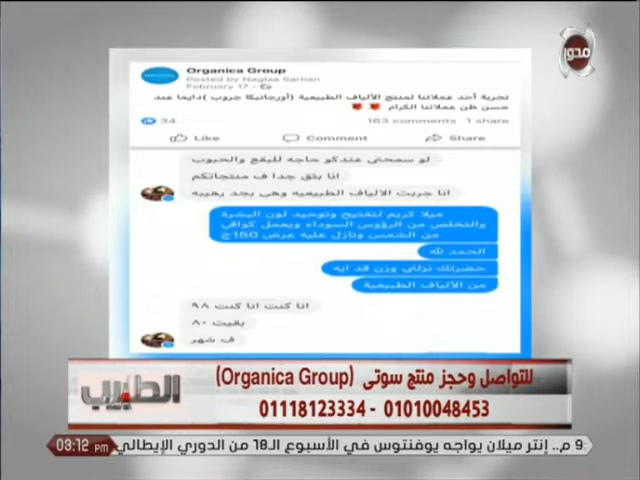 محور
Organica Group
Posted by Naglaa Sarhan
February 17
تجربة أحد عملائنا لمنتج الألياف الطبيعية (أورجانيكا جروب) دايما عند
حسن ظن عملائنا الكرام
34
163 comments 1 share
Like Comment Share
لو سمحتي عندكو حاجه للبقع والحبوب
انا بثق جدا ف منتجاتكم
انا جربت الالياف الطبيعيه وهي بجد رهيبه
ميلا كريم لتفتيح وتوحيد لون البشرة
والتخلص من الرؤوس السوداء ويعمل كواقي
من الشمس ونازل عليه عرض 150ج
الحمد لله
حضرتك نزلتي وزن قد ايه
من الألياف الطبيعية
انا كنت انا كنت ٩٨
بقيت ٨٠
ف شهر
للتواصل وحجز منتج سوتى (Organica Group)
01118123334 - 01010048453
الطبيب
9 م.. إنتر ميلان يواجه يوفنتوس في الأسبوع الـ18 من الدوري الإيطالي
03:12 pm